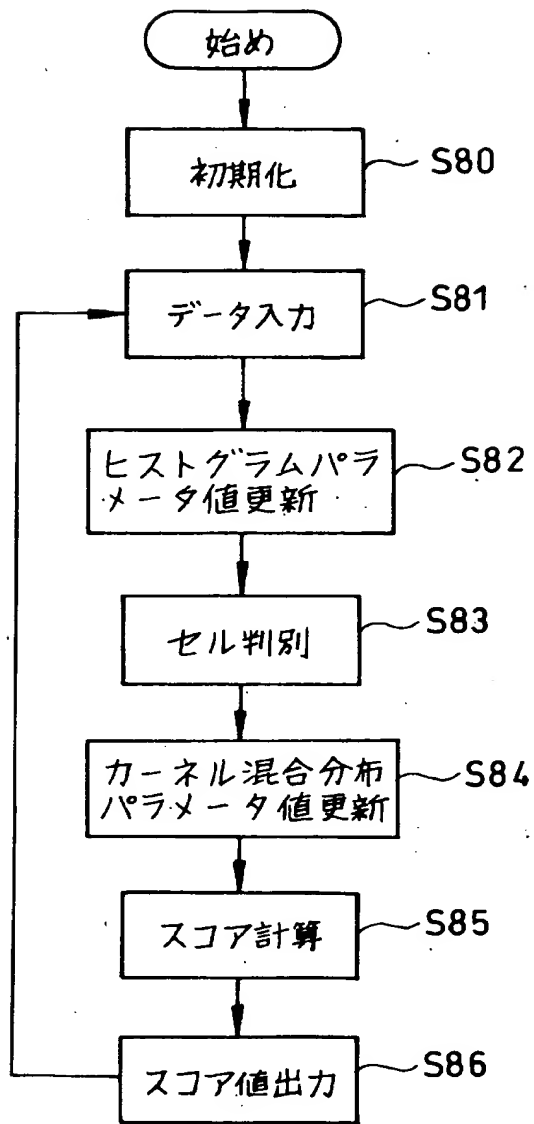 始め
初期化
S80
データ入力
S81
ヒストグラムパラ
メータ値更新
S82
セル判別
S83
カーネル混合分布
パラメータ値更新
S84
スコア計算
S85
スコア値出力
S86